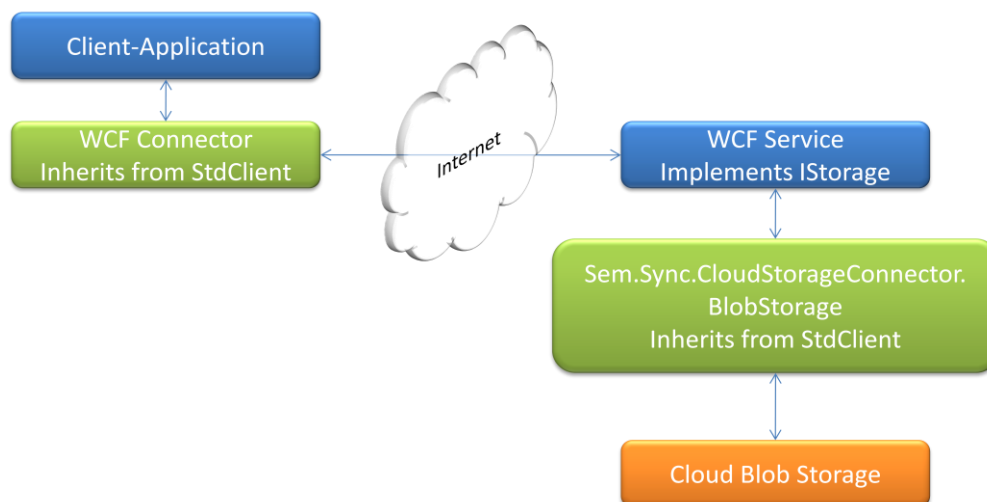 Client-Application
WCF Connector
Inherits from StdClient
Internet
WCF Service
Implements IStorage
Sem.Sync.CloudStorageConnector.
BlobStorage
Inherits from StdClient
Cloud Blob Storage